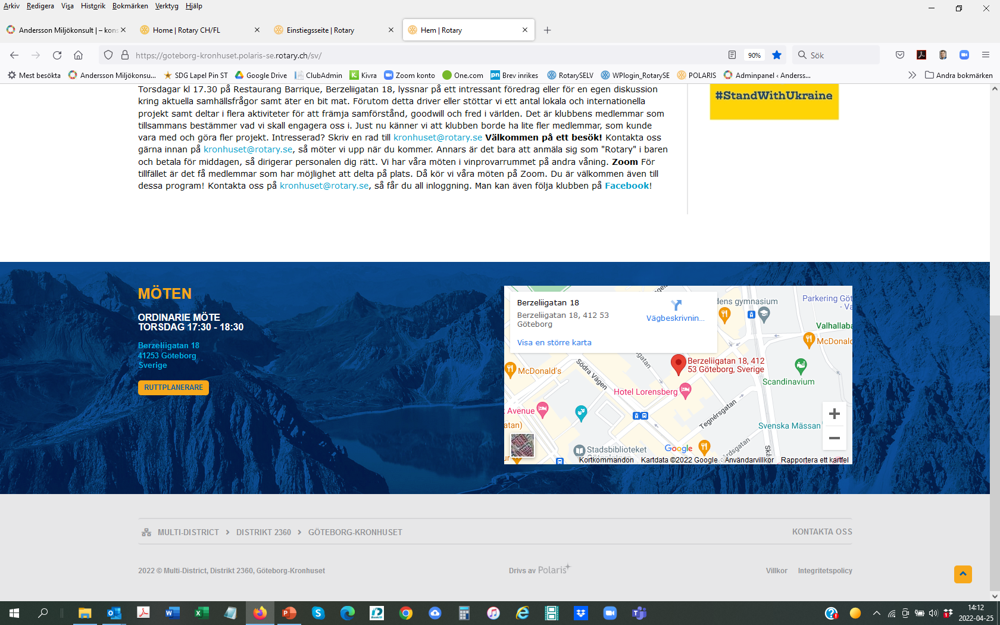 Arkiv Redigera Visa Historik Bokmärken Verktyg Hjälp
Andersson Miljökonsult | – kons
Home | Rotary CH/FL
Einstiegsseite | Rotary
Hem | Rotary
https://goteborg-kronhuset.polaris-se.rotary.ch/sv/
90%
Sök
Mest besökta
Andersson Miljökonsu...
SDG Lapel Pin ST
Google Drive
ClubAdmin
Kivra
Zoom konto
One.com
Brev inrikes
RotarySELV
WPlogin_RotarySE
POLARIS
Adminpanel ‹ Anderss...
Andra bokmärken
Torsdagar kl 17.30 på Restaurang Barrique, Berzeliigatan 18, lyssnar på ett intressant föredrag eller för en egen diskussion
kring aktuella samhällsfrågor samt äter en bit mat. Förutom detta driver eller stöttar vi ett antal lokala och internationella
projekt samt deltar i flera aktiviteter för att främja samförstånd, goodwill och fred i världen. Det är klubbens medlemmar som
tillsammans bestämmer vad vi skall engagera oss i. Just nu känner vi att klubben borde ha lite fler medlemmar, som kunde
vara med och göra fler projekt. Intresserad? Skriv en rad till kronhuset@rotary.se Välkommen på ett besök! Kontakta oss
gärna innan på kronhuset@rotary.se, så möter vi upp när du kommer. Annars är det bara att anmäla sig som "Rotary" i baren
och betala för middagen, så dirigerar personalen dig rätt. Vi har våra möten i vinprovarrummet på andra våning. Zoom För
tillfället är det få medlemmar som har möjlighet att delta på plats. Då kör vi våra möten på Zoom. Du är välkommen även till
dessa program! Kontakta oss på kronhuset@rotary.se, så får du all inloggning. Man kan även följa klubben på Facebook!
#StandWithUkraine
MÖTEN
ORDINARIE MÖTE
TORSDAG 17:30 - 18:30
Berzeliigatan 18
41253 Göteborg
Sverige
RUTTPLANERARE
Berzeliigatan 18
Berzeliigatan 18, 412 53
Göteborg
Vägbeskrivnin...
Visa en större karta
dens gymnasium
Parkering Göt
- Va
Valhallaba
McDonald
Berzeliigatan 18, 412
53 Göteborg, Sverige
Scandinavium
McDonald's
Södra Vägen
Hotel Lorensberg
Avenue
atan)
Tegnérsgatan
Svenska Mässan
Stadsbiblioteket
Götaplatsen
Google
Kortkommandon
Kartdata ©2022 Google
Användarvillkor
Rapportera ett kartfel
MULTI-DISTRICT > DISTRIKT 2360 > GÖTEBORG-KRONHUSET
KONTAKTA OSS
2022 © Multi-District, Distrikt 2360, Göteborg-Kronhuset
Drivs av Polaris
Villkor
Integritetspolicy
14:12
2022-04-25